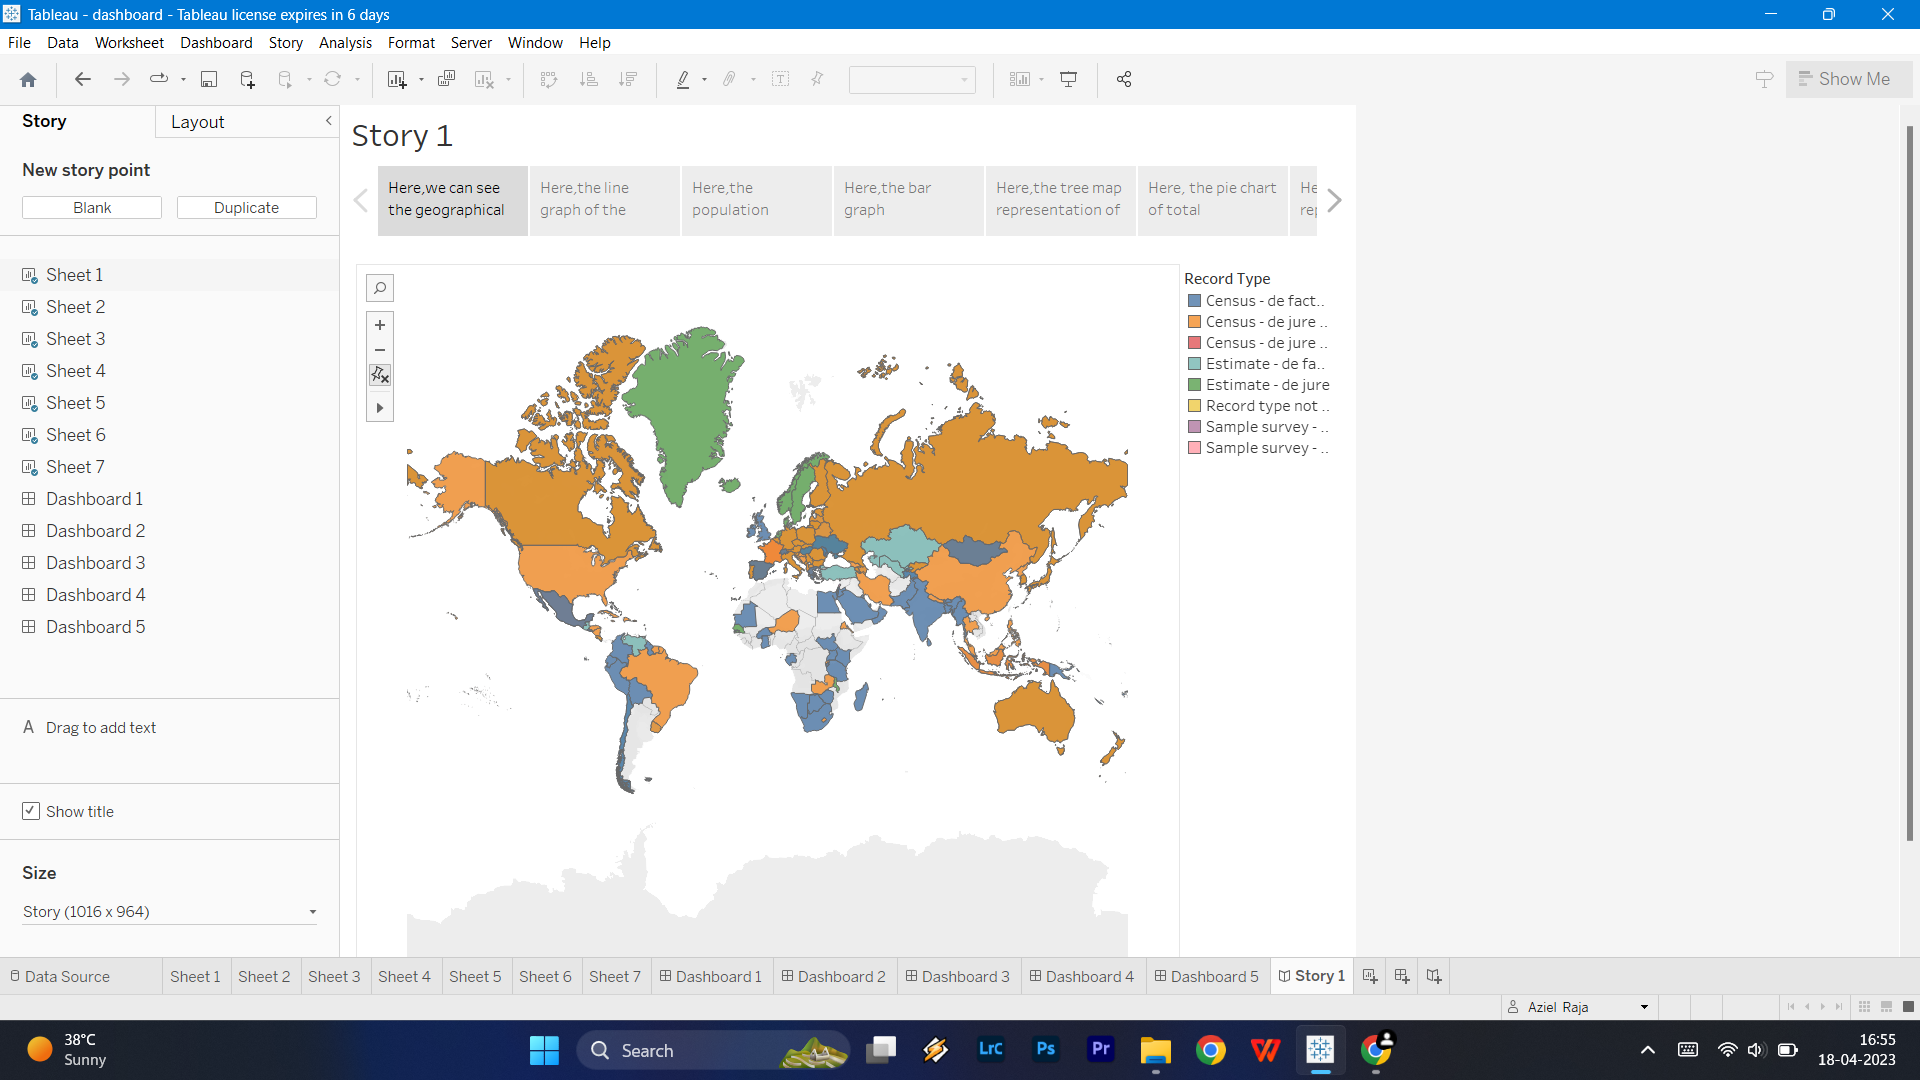 Tableau - dashboard - Tableau license expires in 6 days
File Data Worksheet Dashboard Story Analysis Format Server Window Help
Show Me
Story
Layout
New story point
Blank
Duplicate
Sheet 1
Sheet 2
Sheet 3
Sheet 4
Sheet 5
Sheet 6
Sheet 7
Dashboard 1
Dashboard 2
Dashboard 3
Dashboard 4
Dashboard 5
A Drag to add text
Show title
Size
Story (1016 x 964)
Story 1
Here,we can see
the geographical
Here,the line
graph of the
Here,the
population
Here,the bar
graph
Here,the tree map
representation of
Here, the pie chart
of total
He
rep
Record Type
Census - de fact..
Census - de jure ..
Census - de jure ..
Estimate - de fa..
Estimate - de jure
Record type not ..
Sample survey - ..
Sample survey - ..
Data Source Sheet 1 Sheet 2 Sheet 3 Sheet 4 Sheet 5 Sheet 6 Sheet 7 Dashboard 1 Dashboard 2 Dashboard 3 Dashboard 4 Dashboard 5 Story 1
Aziel Raja
38°C
Sunny
Search
LrC
Ps
Pr
16:55
18-04-2023